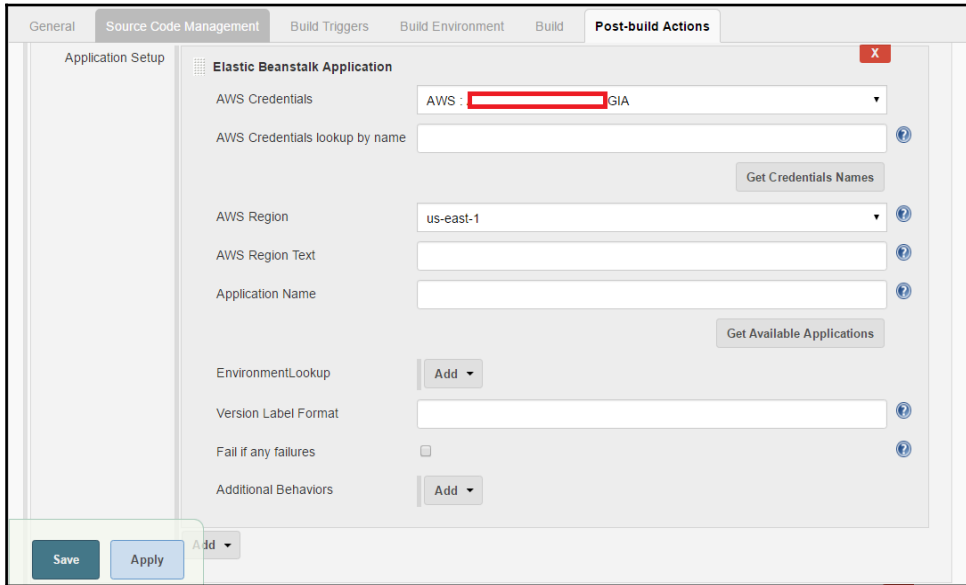 General Source Code Management Build Triggers Build Environment Build Post-build Actions
Application Setup
Elastic Beanstalk Application
X
AWS Credentials
AWS : GIA
AWS Credentials lookup by name
Get Credentials Names
AWS Region
us-east-1
AWS Region Text
Application Name
Get Available Applications
EnvironmentLookup
Add
Version Label Format
Fail if any failures
Additional Behaviors
Add
Save Apply